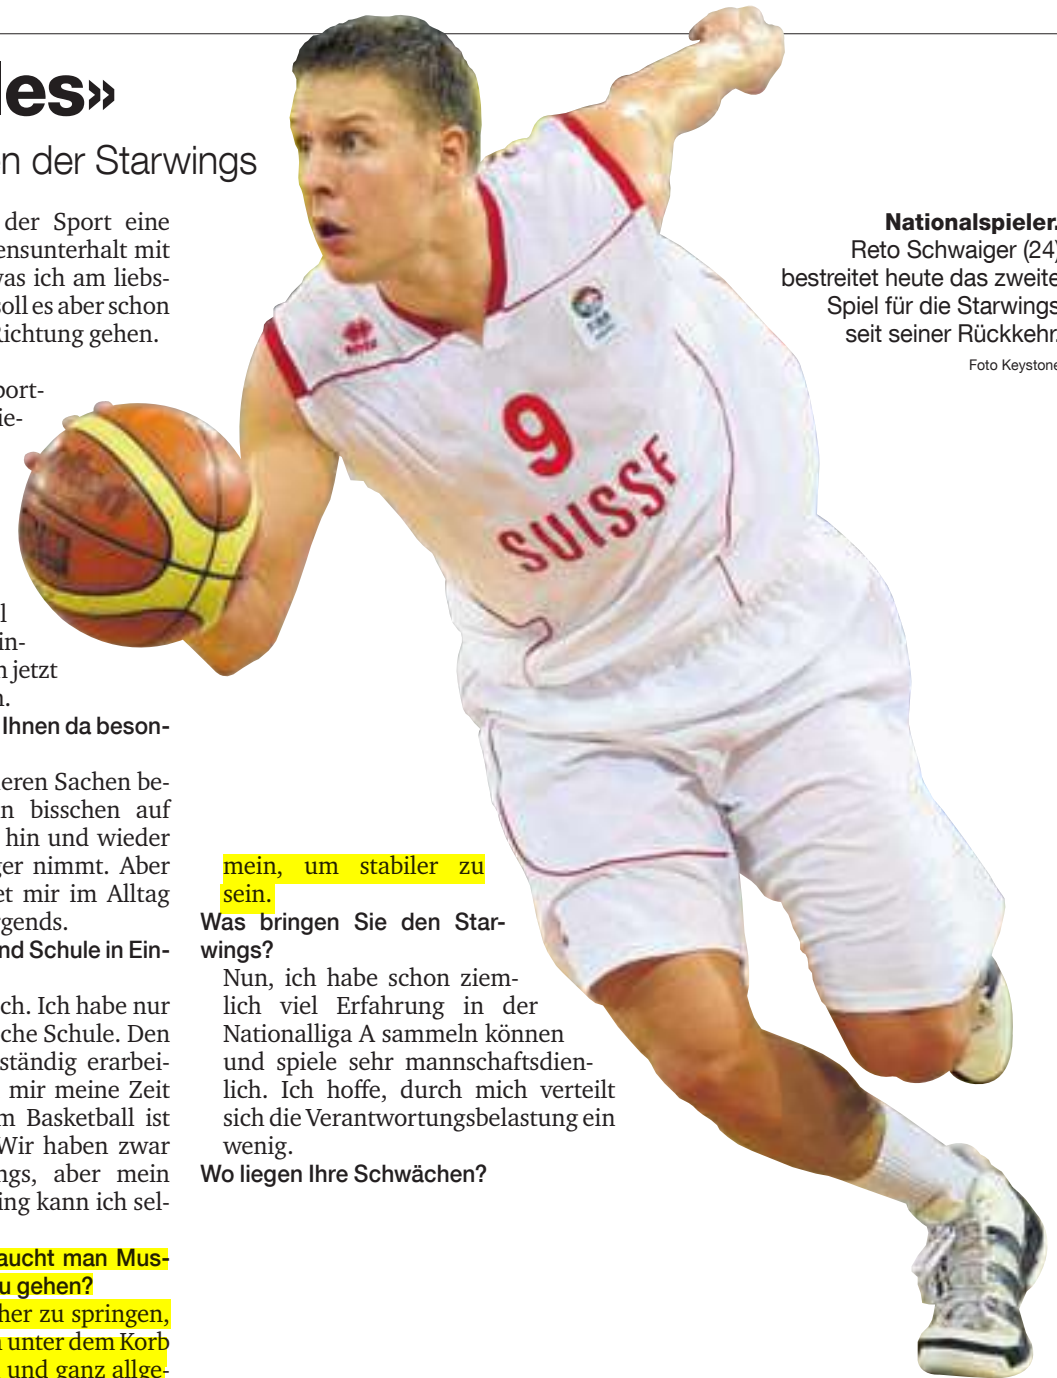 les»
n der Starwings
der Sport eine
ensunterhalt mit
was ich am liebs-
soll es aber schon
Richtung gehen.
port-
ie-
l
in-
n jetzt
n.
Ihnen da beson-
eren Sachen be-
n bisschen auf
hin und wieder
ger nimmt. Aber
et mir im Alltag
rgends.
nd Schule in Ein-
ch. Ich habe nur
che Schule. Den
ständig erarbei-
mir meine Zeit
m Basketball ist
Wir haben zwar
ngs, aber mein
ing kann ich sel-
aucht man Mus-
u gehen?
her zu springen,
n unter dem Korb
und ganz allge-
mein, um stabiler zu
sein.
Was bringen Sie den Star-
wings?
Nun, ich habe schon ziem-
lich viel Erfahrung in der
Nationalliga A sammeln können
und spiele sehr mannschaftsdien-
lich. Ich hoffe, durch mich verteilt
sich die Verantwortungsbelastung ein
wenig.
Wo liegen Ihre Schwächen?
9
SUISSE
Nationalspieler.
Reto Schwaiger (24)
bestreitet heute das zweite
Spiel für die Starwings
seit seiner Rückkehr.
Foto Keystone